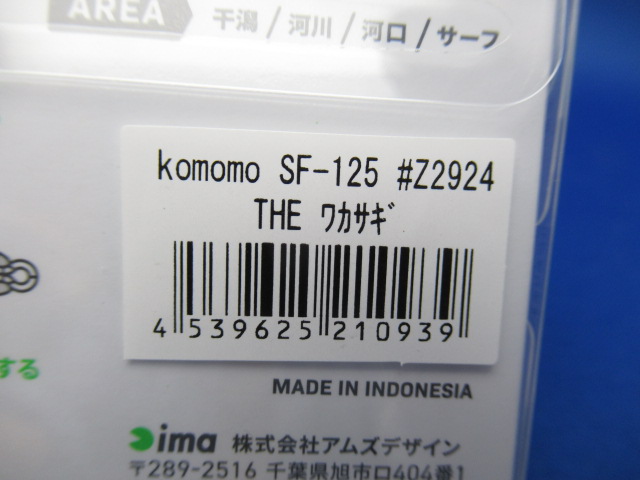 AREA 干潟 / 河川 / 河口 / サーフ
komomo SF-125 #Z2924
THE ﾜｶｻｷﾞ
4 539625 210939
する
MADE IN INDONESIA
ima 株式会社アムズデザイン
〒289-2516 千葉県旭市ロ404番1